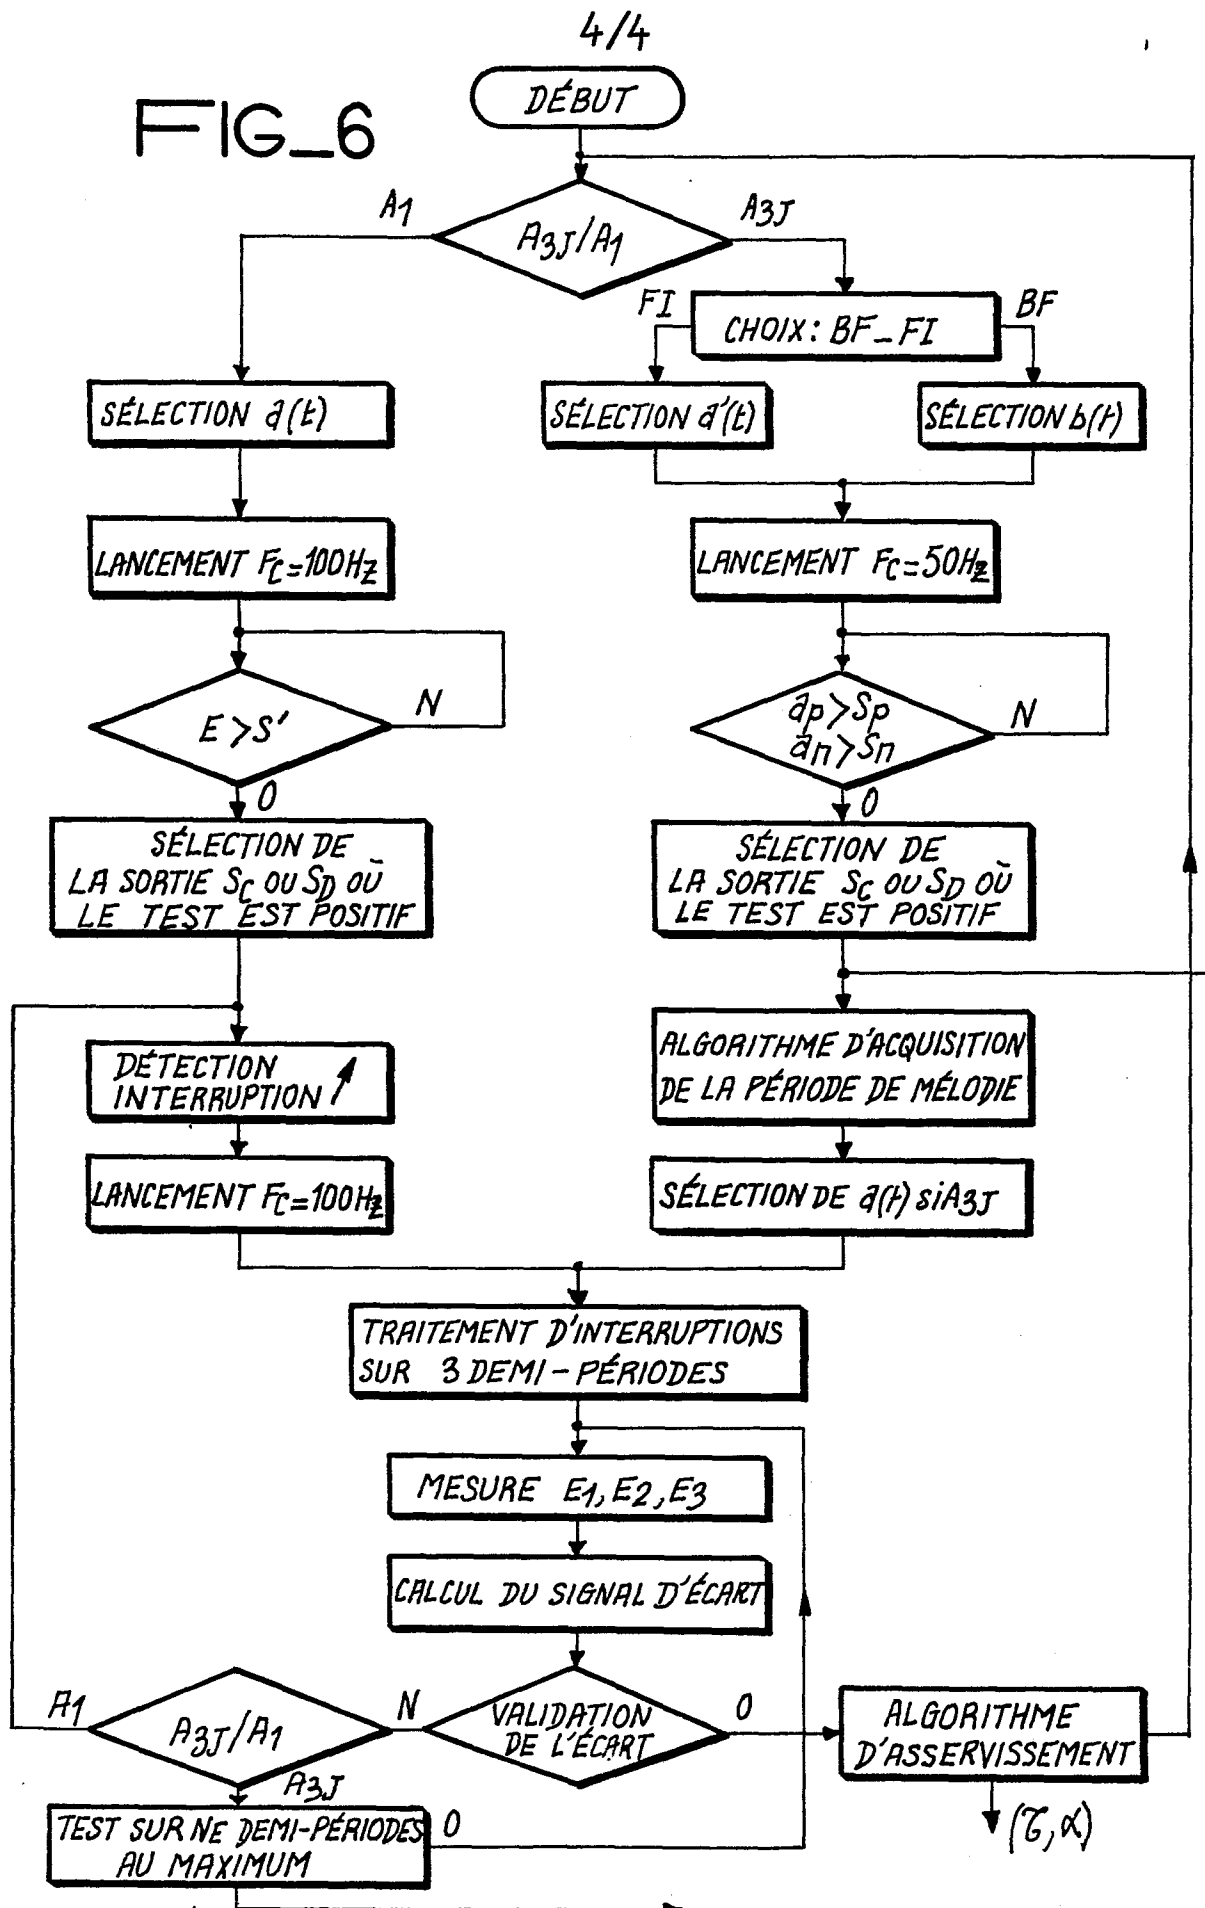 4/4
FIG_6
DÉBUT
A1
A3J
A3J/A1
FI
BF
CHOIX: BF_FI
SÉLECTION a(t)
SÉLECTION a'(t)
SÉLECTION b(t)
LANCEMENT FC=100Hz
LANCEMENT FC=50Hz
E>S'
N
ap>Sp
an>Sn
N
O
O
SÉLECTION DE
LA SORTIE SC OU SD OÙ
LE TEST EST POSITIF
SÉLECTION DE
LA SORTIE SC OU SD OÙ
LE TEST EST POSITIF
DÉTECTION
INTERRUPTION
ALGORITHME D'ACQUISITION
DE LA PÉRIODE DE MÉLODIE
LANCEMENT FC=100Hz
SÉLECTION DE a(t) si A3J
TRAITEMENT D'INTERRUPTIONS
SUR 3 DEMI-PÉRIODES
MESURE E1, E2, E3
CALCUL DU SIGNAL D'ÉCART
A1
A3J/A1
N
VALIDATION
DE L'ÉCART
O
ALGORITHME
D'ASSERVISSEMENT
A3J
TEST SUR NE DEMI-PÉRIODES
AU MAXIMUM
O
(τ,α)